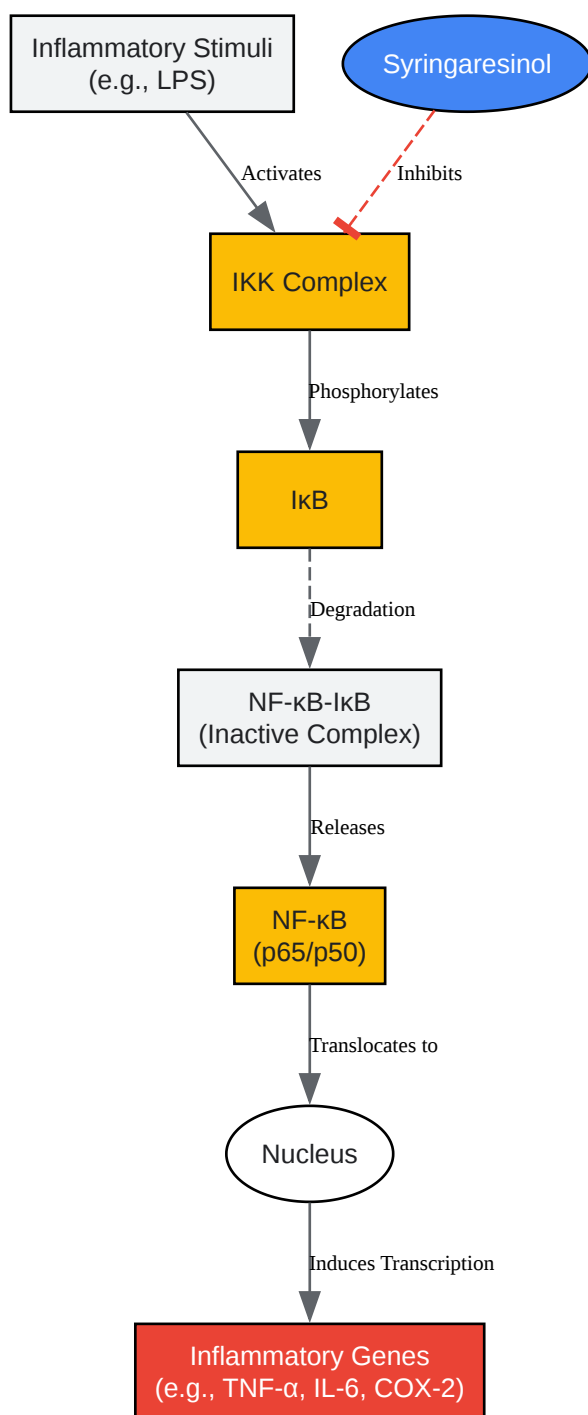 Inflammatory Stimuli
(e.g., LPS)
Syringaresinol
Activates
Inhibits
IKK Complex
Phosphorylates
IκB
Degradation
NF-κB-IκB
(Inactive Complex)
Releases
NF-κB
(p65/p50)
Translocates to
Nucleus
Induces Transcription
Inflammatory Genes
(e.g., TNF-α, IL-6, COX-2)